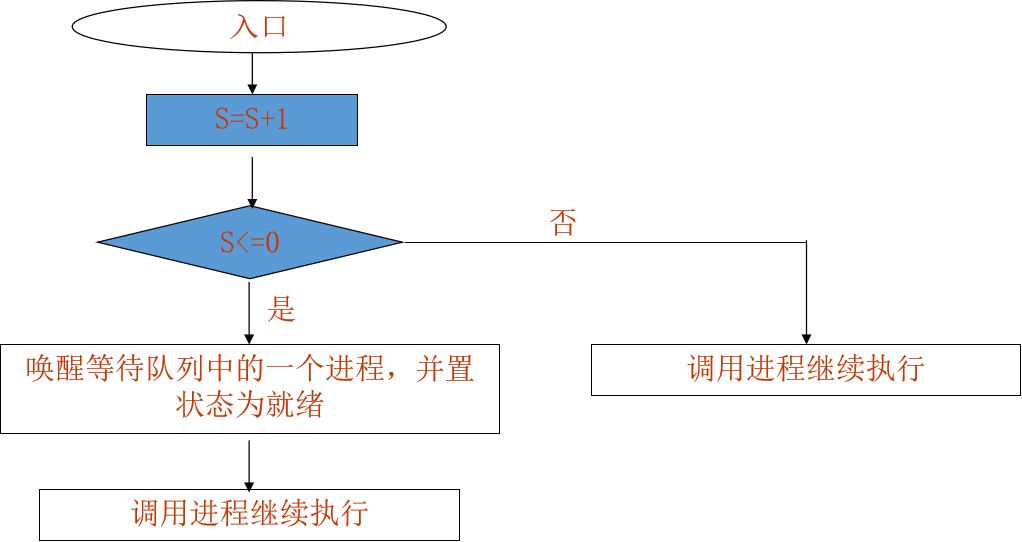 入口
S=S+1
S<=0
否
是
唤醒等待队列中的一个进程，并置
状态为就绪
调用进程继续执行
调用进程继续执行